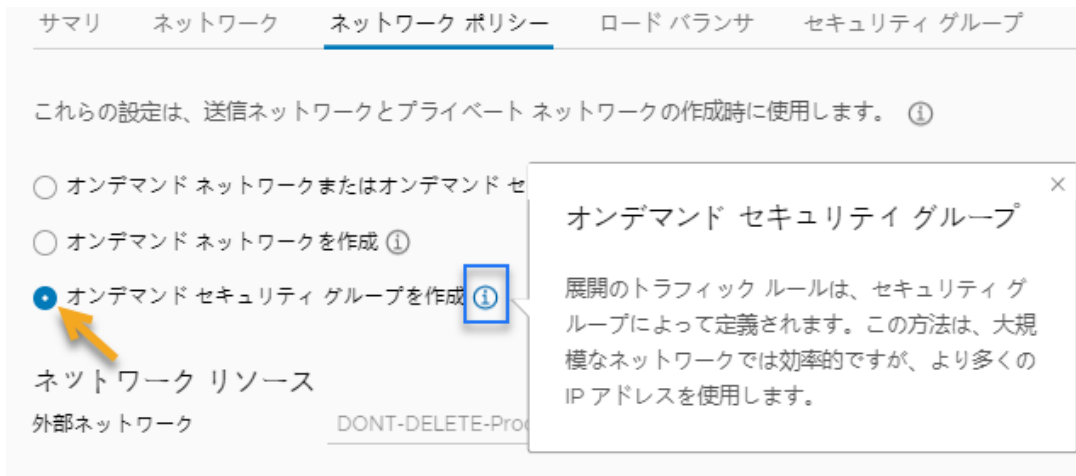 サマリ ネットワーク ネットワーク ポリシー ロード バランサ セキュリティ グループ
これらの設定は、送信ネットワークとプライベート ネットワークの作成時に使用します。
オンデマンド ネットワークまたはオンデマンド セ
オンデマンド ネットワークを作成
オンデマンド セキュリティ グループを作成
オンデマンド セキュリティ グループ
展開のトラフィック ルールは、セキュリティ グ
ループによって定義されます。この方法は、大規
模なネットワークでは効率的ですが、より多くの
IP アドレスを使用します。
ネットワーク リソース
外部ネットワーク DONT-DELETE-Pro